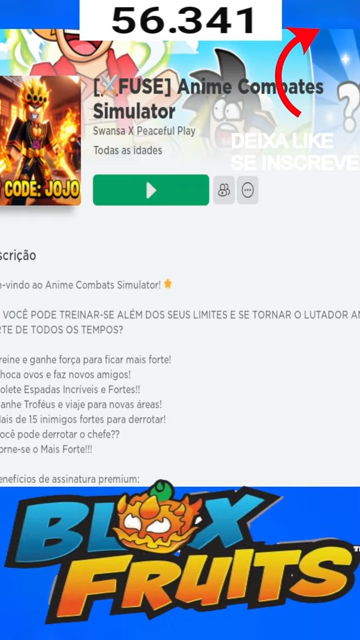 56.341
[⚔️FUSE] Anime Combates
Simulator
Swansa X Peaceful Play
Todas as idades
CODE: JOJO
DEIXA LIKE
SE INSCREVE
scrição
n-vindo ao Anime Combats Simulator! ⭐
VOCÊ PODE TREINAR-SE ALÉM DOS SEUS LIMITES E SE TORNAR O LUTADOR AN
RTE DE TODOS OS TEMPOS?
reine e ganhe força para ficar mais forte!
hoca ovos e faz novos amigos!
olete Espadas Incríveis e Fortes!!
anhe Troféus e viaje para novas áreas!
Mais de 15 inimigos fortes para derrotar!
ocê pode derrotar o chefe??
orne-se o Mais Forte!!!
enefícios de assinatura premium:
BLOX
FRUITS